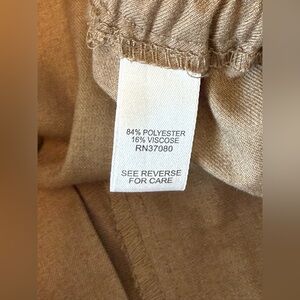 84% POLYESTER
16% VISCOSE
RN37080
SEE REVERSE
FOR CARE